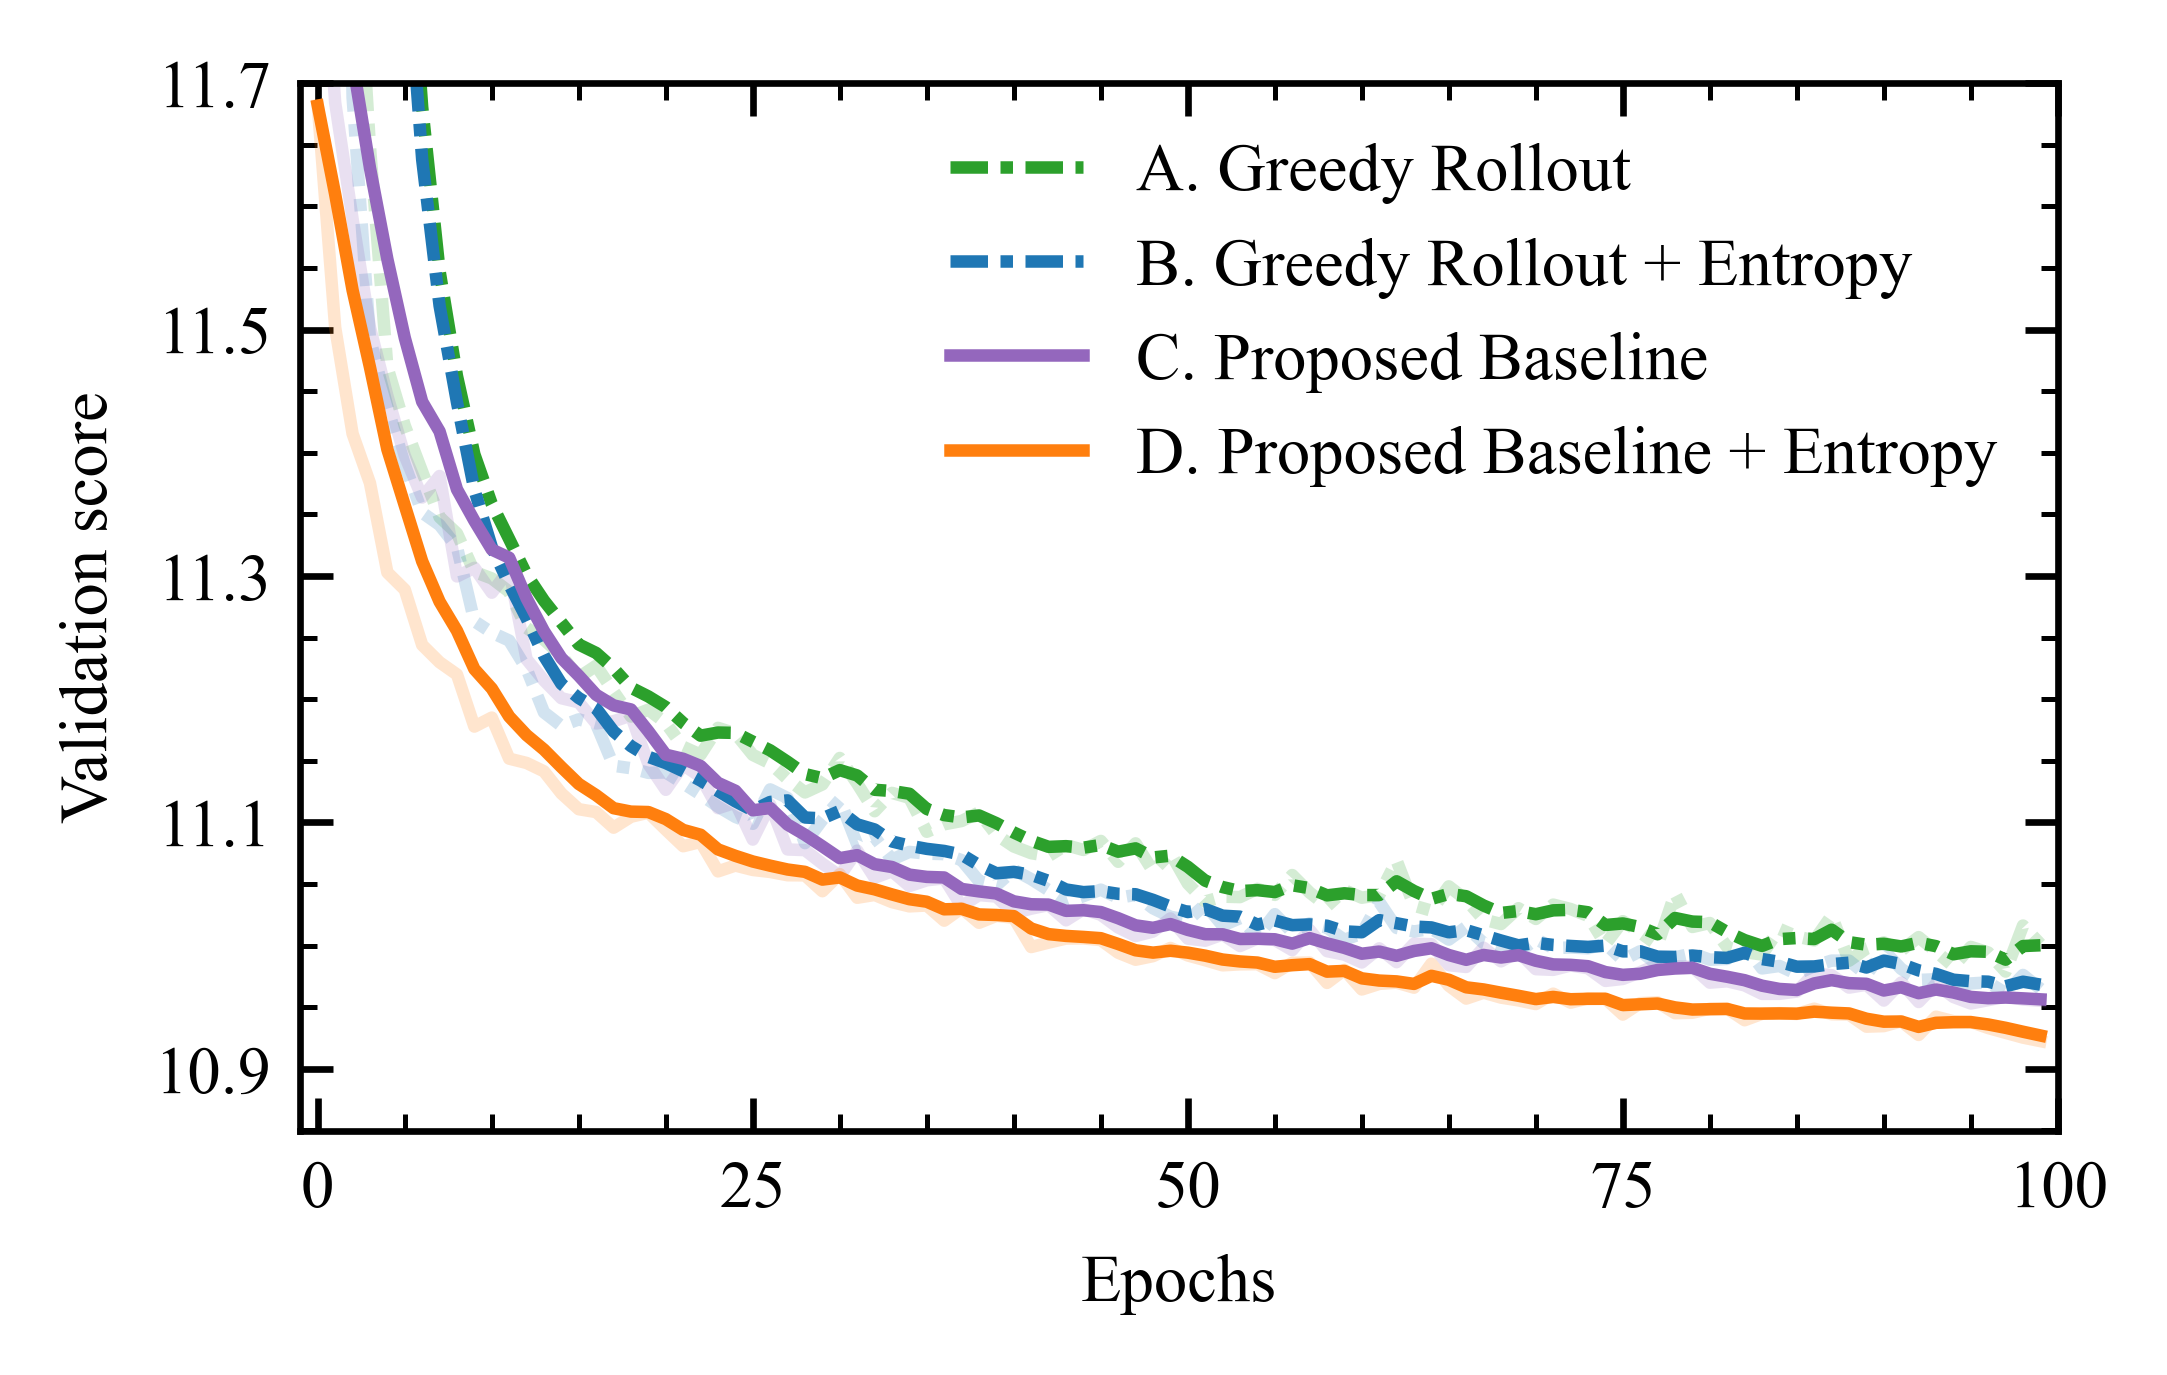 11.7
11.5
11.3
11.1
10.9
Validation score
A. Greedy Rollout
B. Greedy Rollout + Entropy
C. Proposed Baseline
D. Proposed Baseline + Entropy
0 25 50 75 100
Epochs